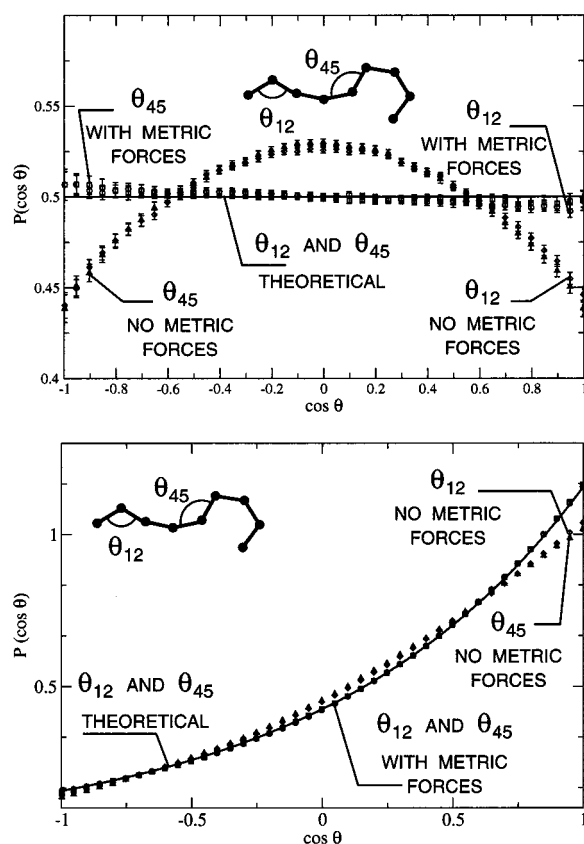 0.55
0.5
0.45
0.4
P(cos θ)
θ45
WITH METRIC
FORCES
θ45
θ12
θ12
WITH METRIC
FORCES
θ12 AND θ45
THEORETICAL
θ45
NO METRIC
FORCES
θ12
NO METRIC
FORCES
-1 -0.8 -0.6 -0.4 -0.2 0 0.2 0.4 0.6 0.8 1
cos θ
1
0.5
P (cos θ)
θ45
θ12
θ12
NO METRIC
FORCES
θ45
NO METRIC
FORCES
θ12 AND θ45
THEORETICAL
θ12 AND θ45
WITH METRIC
FORCES
-1 -0.5 0 0.5 1
cos θ